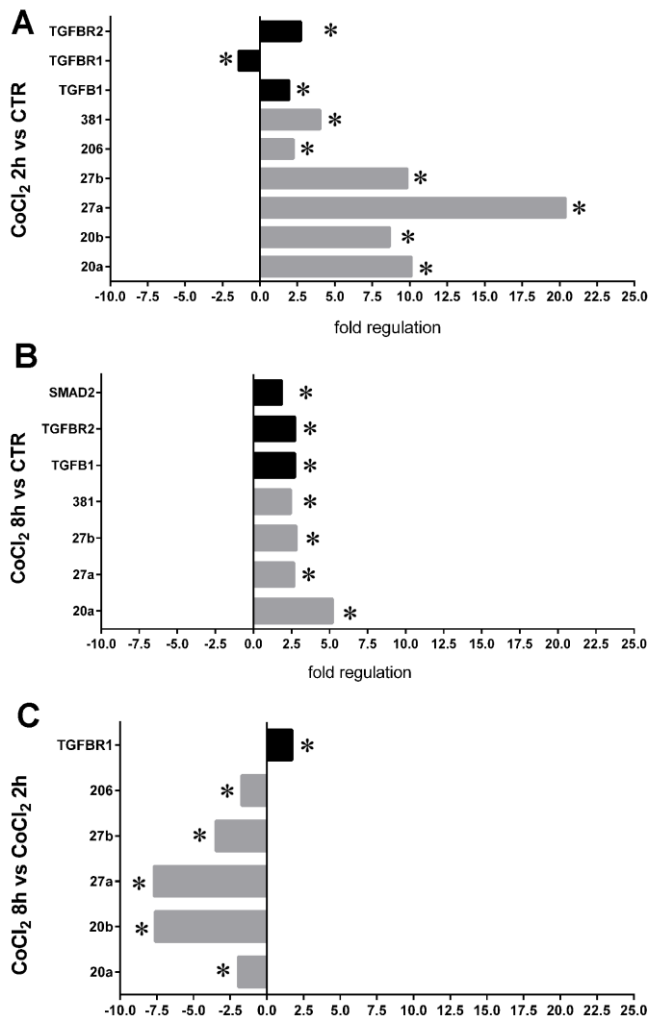 A
CoCl2 2h vs CTR
TGFBR2
*
TGFBR1
*
TGFB1
*
381
*
206
*
27b
*
27a
*
20b
*
20a
*
-10.0 -7.5 -5.0 -2.5 0.0 2.5 5.0 7.5 10.0 12.5 15.0 17.5 20.0 22.5 25.0
fold regulation
B
CoCl2 8h vs CTR
SMAD2
*
TGFBR2
*
TGFB1
*
381
*
27b
*
27a
*
20a
*
-10.0 -7.5 -5.0 -2.5 0.0 2.5 5.0 7.5 10.0 12.5 15.0 17.5 20.0 22.5 25.0
fold regulation
C
CoCl2 8h vs CoCl2 2h
TGFBR1
*
206
*
27b
*
27a
*
20b
*
20a
*
-10.0 -7.5 -5.0 -2.5 0.0 2.5 5.0 7.5 10.0 12.5 15.0 17.5 20.0 22.5 25.0